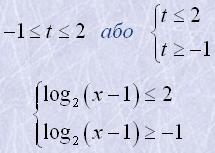 -1 ≤ t ≤ 2 або { t ≤ 2
t ≥ -1
{ log₂(x-1) ≤ 2
log₂(x-1) ≥ -1